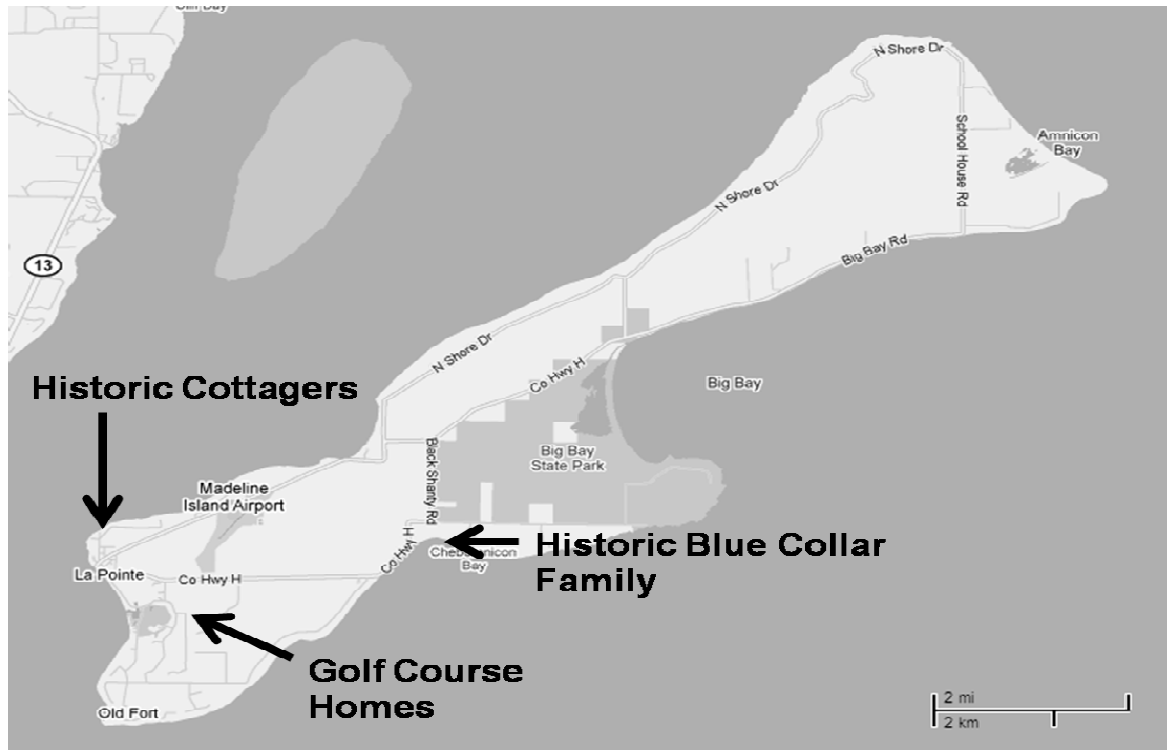 N Shore Dr
School House Rd
Amnicon
Bay
N Shore Dr
Big Bay Rd
13
N Shore Dr
Co Hwy H
Big Bay
Historic Cottagers
Black Shanty Rd
Big Bay
State Park
Madeline
Island Airport
Co Hwy H
Historic Blue Collar
Family
Bay
La Pointe
Co Hwy H
Golf Course
Homes
Old Fort
2 mi
2 km